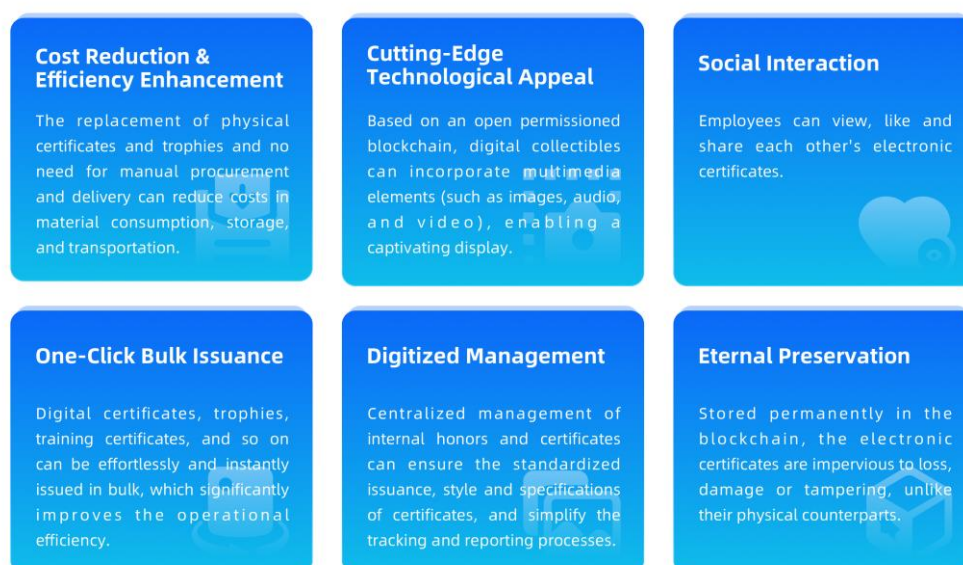 Cost Reduction &
Efficiency Enhancement
The replacement of physical
certificates and trophies and no
need for manual procurement
and delivery can reduce costs in
material consumption, storage,
and transportation.
Cutting-Edge
Technological Appeal
Based on an open permissioned
blockchain, digital collectibles
can incorporate multimedia
elements (such as images, audio,
and video), enabling a
captivating display.
Social Interaction
Employees can view, like and
share each other's electronic
certificates.
One-Click Bulk Issuance
Digital certificates, trophies,
training certificates, and so on
can be effortlessly and instantly
issued in bulk, which significantly
improves the operational
efficiency.
Digitized Management
Centralized management of
internal honors and certificates
can ensure the standardized
issuance, style and specifications
of certificates, and simplify the
tracking and reporting processes.
Eternal Preservation
Stored permanently in the
blockchain, the electronic
certificates are impervious to loss,
damage or tampering, unlike
their physical counterparts.